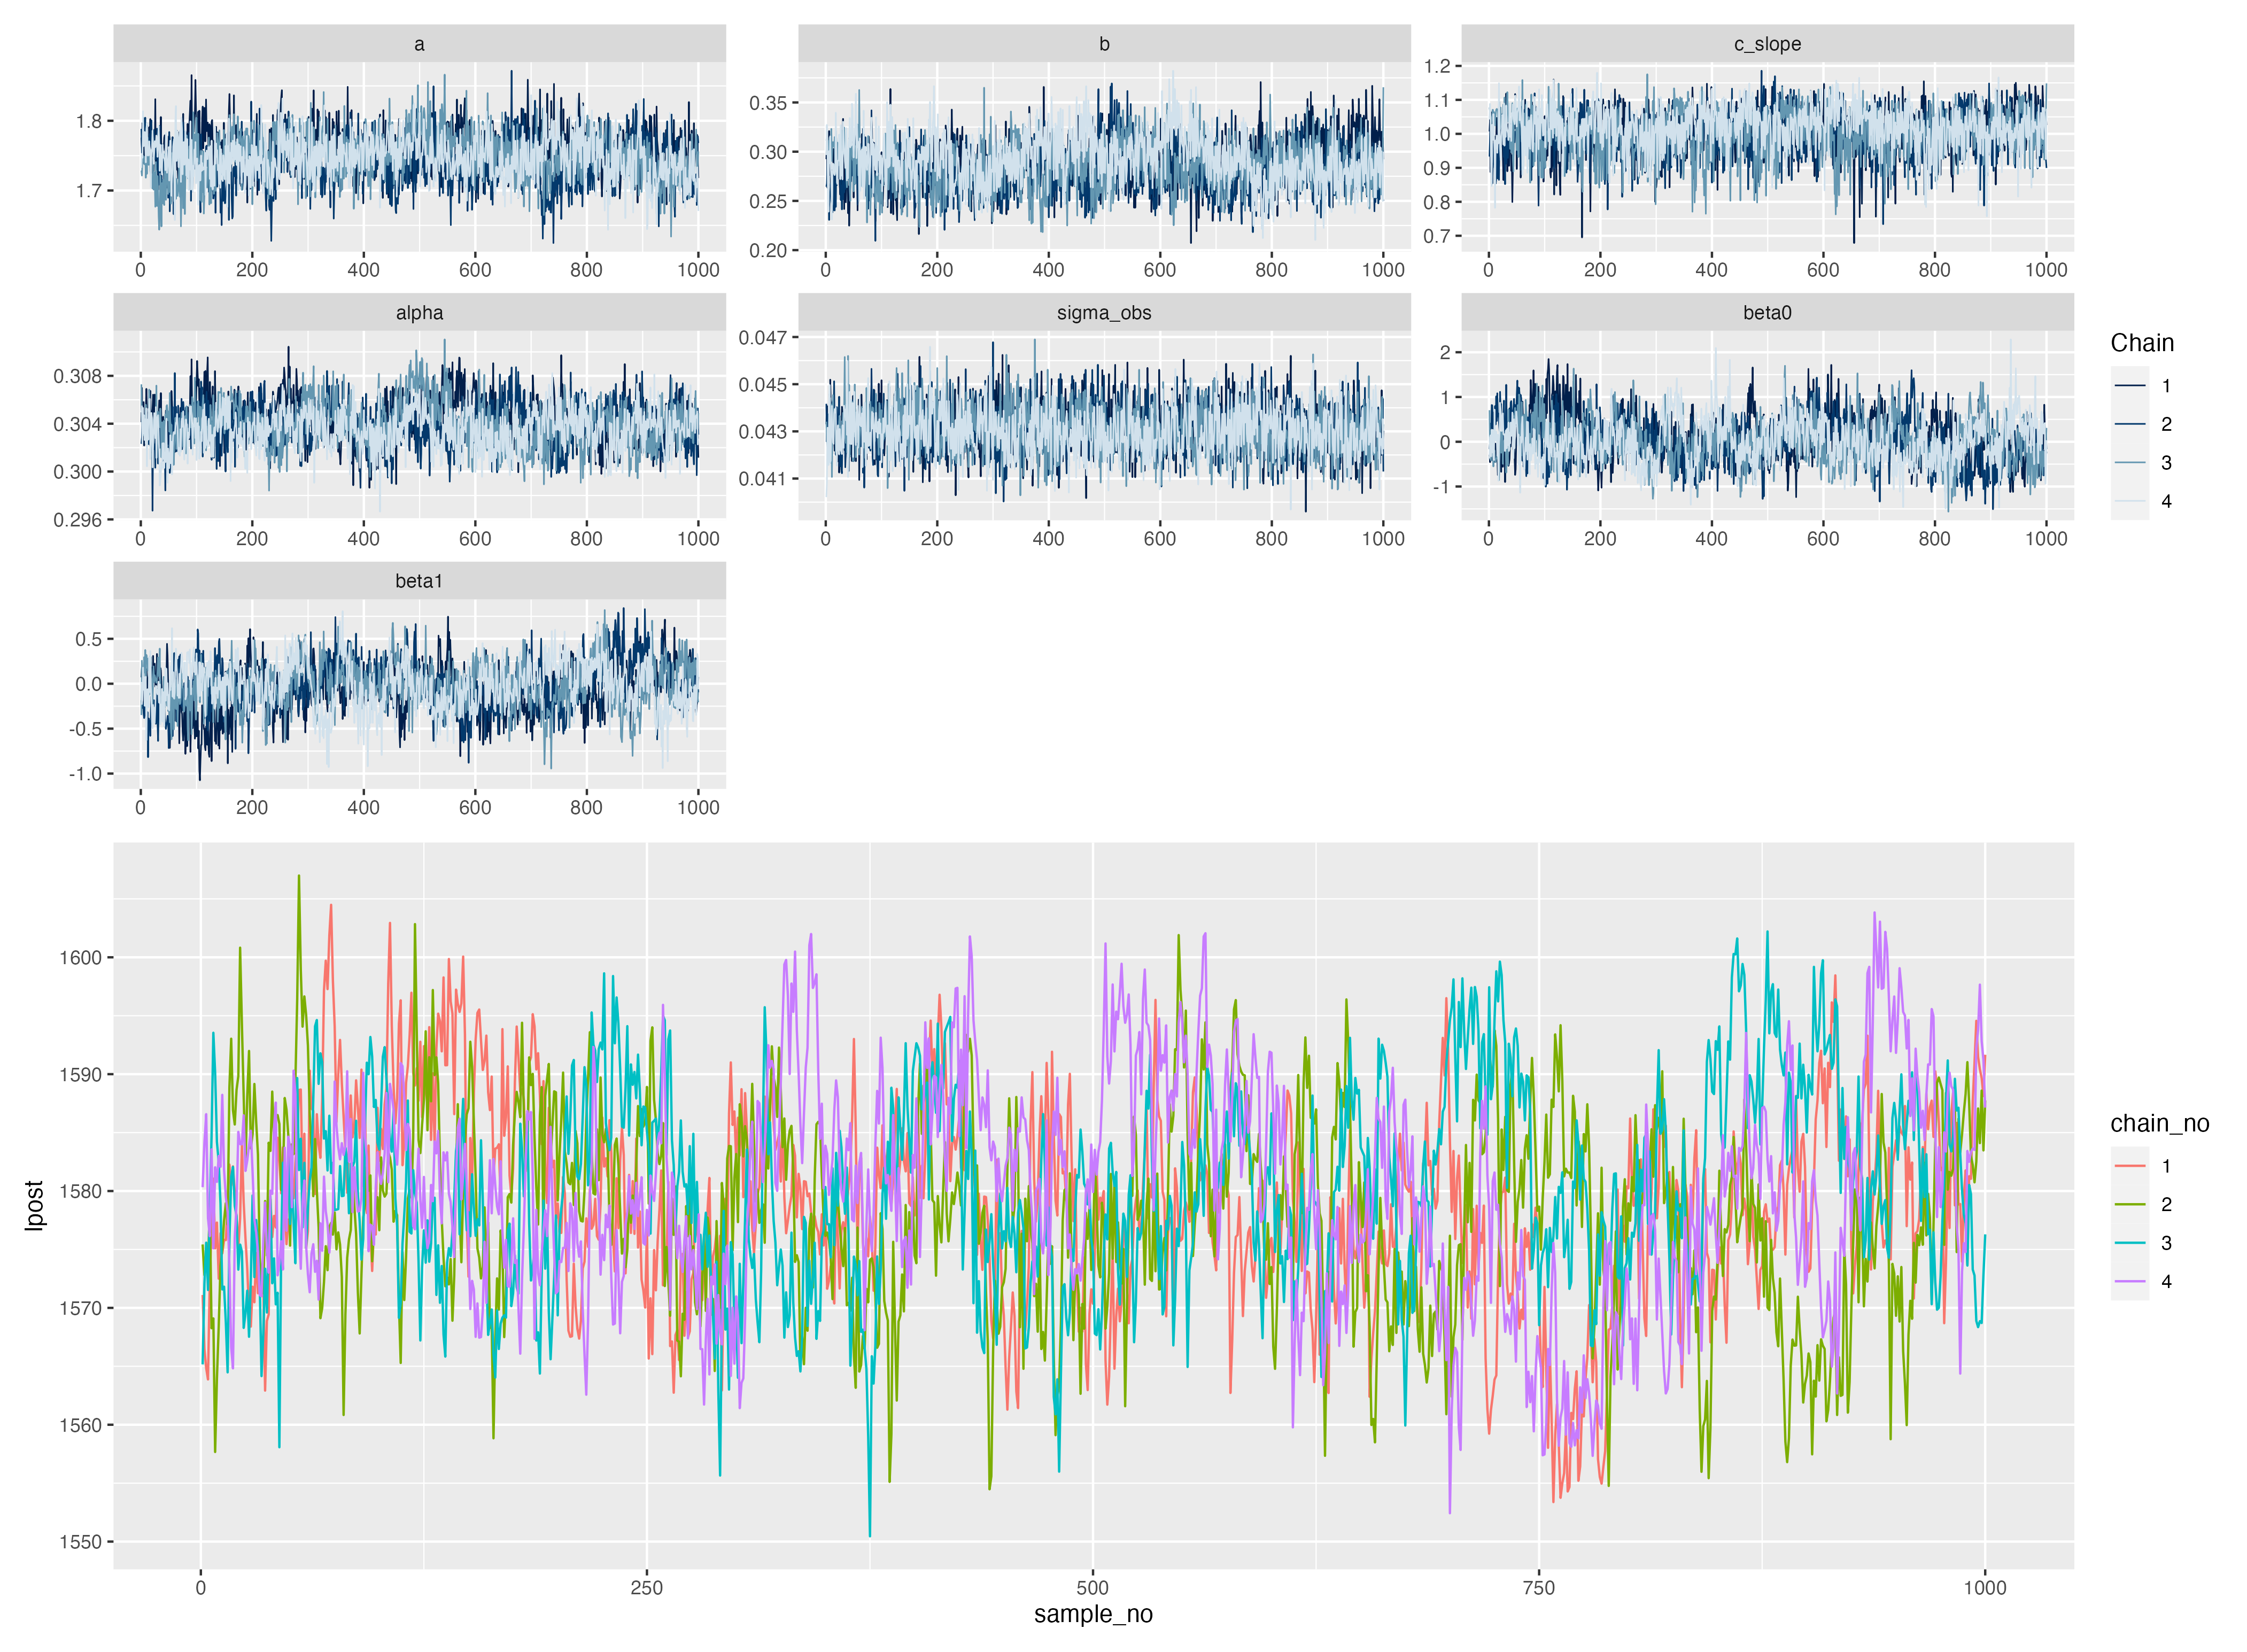 a b c_slope
1.8
1.7
0 200 400 600 800 1000
0.35
0.30
0.25
0.20
0 200 400 600 800 1000
1.2
1.1
1.0
0.9
0.8
0.7
0 200 400 600 800 1000
alpha sigma_obs beta0
0.308
0.304
0.300
0.296
0 200 400 600 800 1000
0.047
0.045
0.043
0.041
0 200 400 600 800 1000
2
1
0
-1
0 200 400 600 800 1000
Chain
1
2
3
4
beta1
0.5
0.0
-0.5
-1.0
0 200 400 600 800 1000
lpost
1600
1590
1580
1570
1560
1550
0 250 500 750 1000
sample_no
chain_no
1
2
3
4